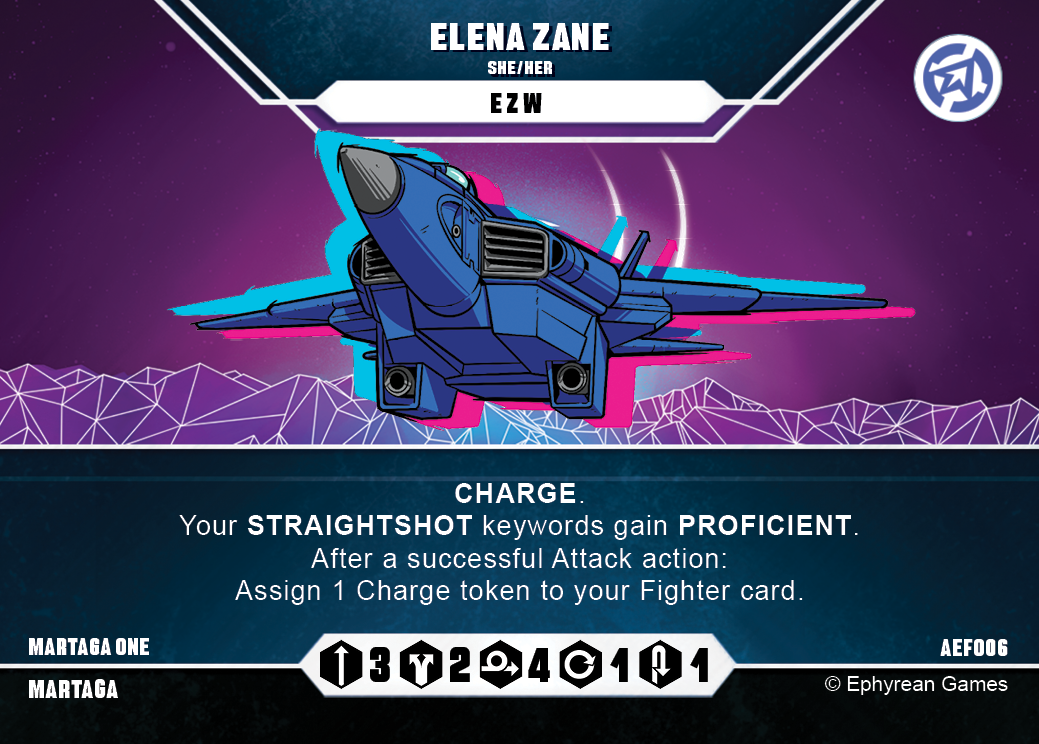 ELENA ZANE
SHE/HER
EZW
CHARGE.
Your STRAIGHTSHOT keywords gain PROFICIENT.
After a successful Attack action:
Assign 1 Charge token to your Fighter card.
MARTAGA ONE
AEF006
3 2 4 1 1
MARTAGA
© Ephyrean Games